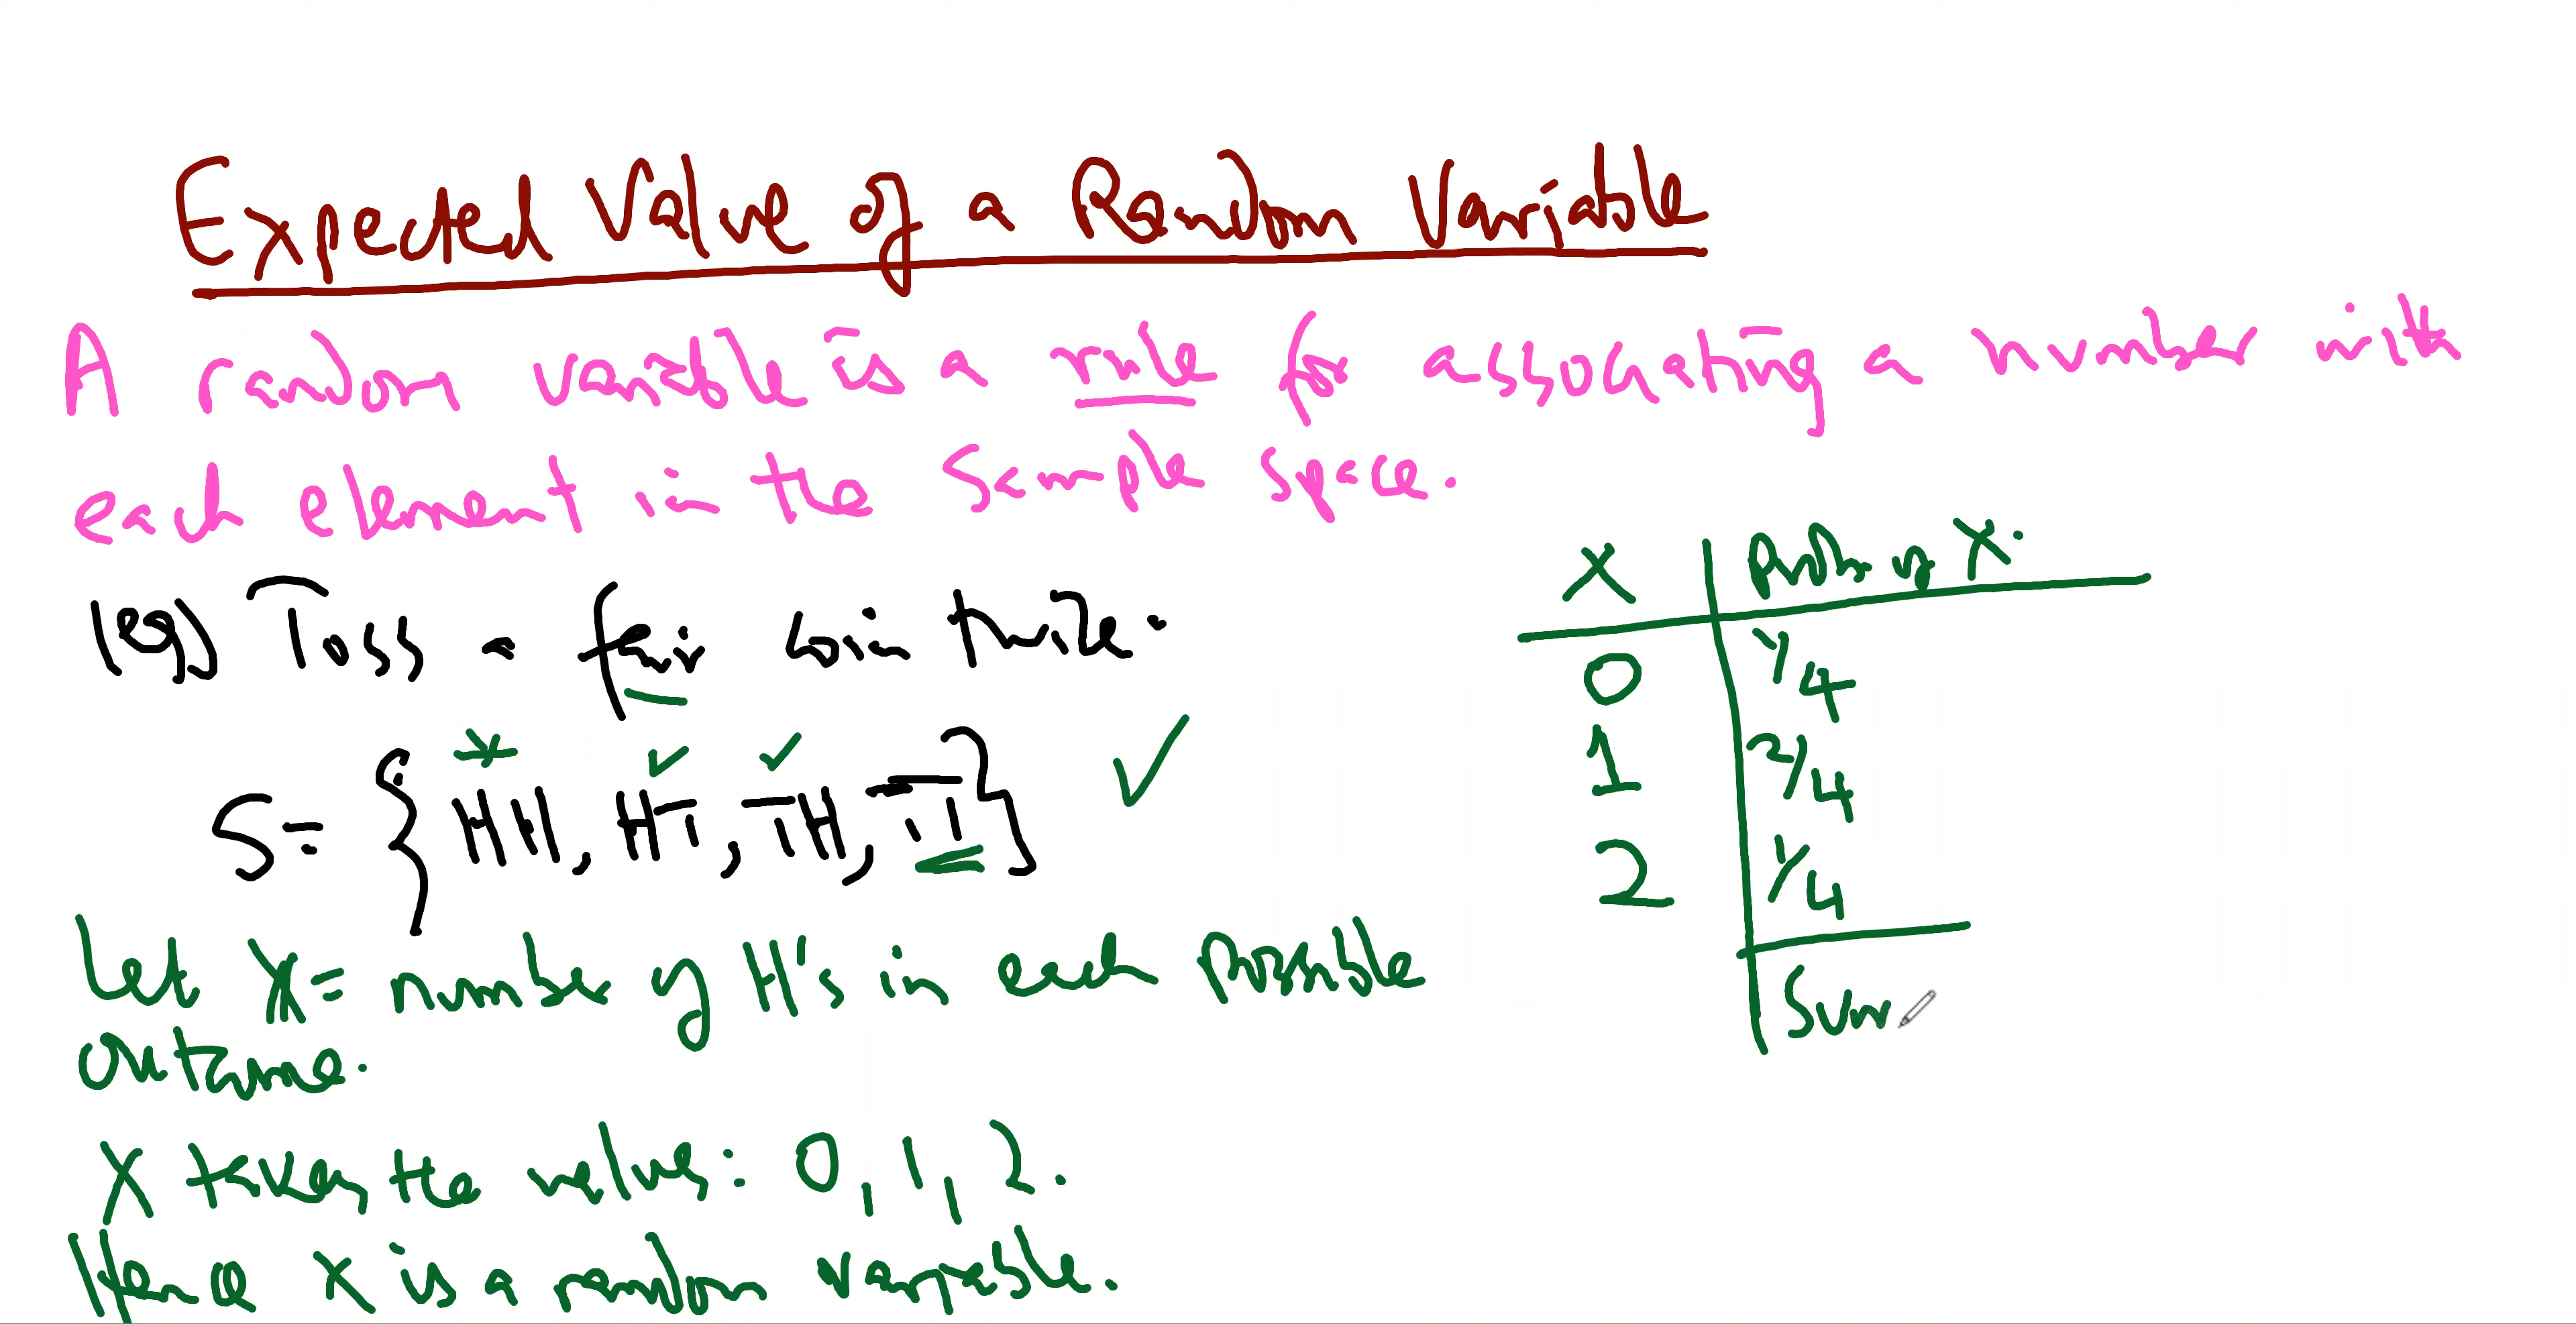 Expected Value of a Random Variable
A random variable is a rule for associating a number with
each element in the sample space.
(eg) Toss a fair coin twice.
S = { HH, HT, TH, TT }
Let X = number of H's in each possible
outcome.
X takes the values: 0, 1, 2.
Hence X is a random variable.
X | Prob of X.
0 | 1/4
1 | 2/4
2 | 1/4
Sum